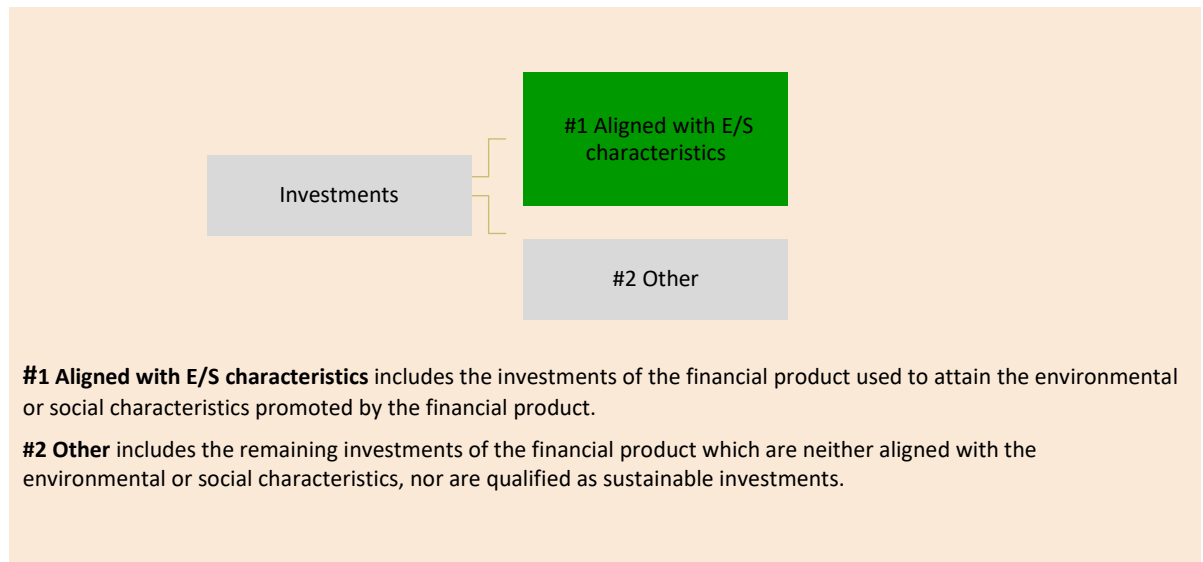 #1 Aligned with E/S
characteristics
Investments
#2 Other
#1 Aligned with E/S characteristics includes the investments of the financial product used to attain the environmental
or social characteristics promoted by the financial product.
#2 Other includes the remaining investments of the financial product which are neither aligned with the
environmental or social characteristics, nor are qualified as sustainable investments.